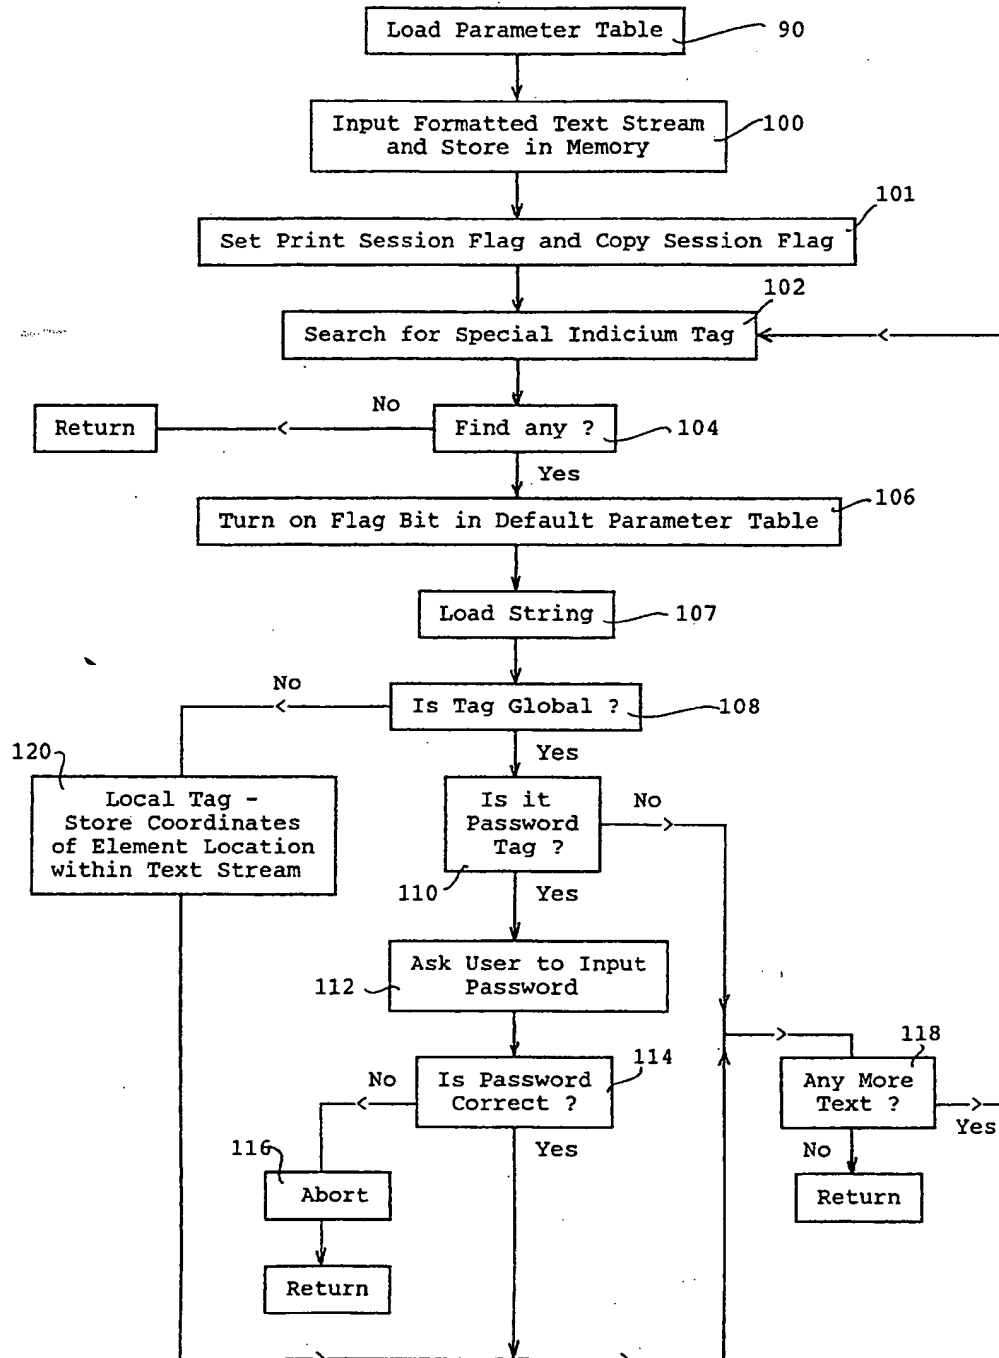 Load Parameter Table
90
Input Formatted Text Stream
and Store in Memory
100
101
Set Print Session Flag and Copy Session Flag
102
Search for Special Indicium Tag
No
Return
Find any ?
104
Yes
106
Turn on Flag Bit in Default Parameter Table
Load String
107
No
Is Tag Global ?
108
Yes
120
Local Tag -
Store Coordinates
of Element Location
within Text Stream
Is it
Password
Tag ?
No
110
Yes
Ask User to Input
Password
112
118
114
No
Is Password
Correct ?
Any More
Text ?
Yes
Yes
No
116
Abort
Return
Return